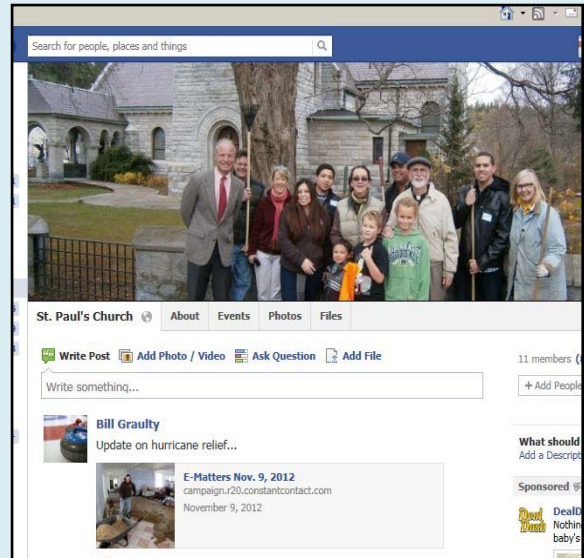 Search for people, places and things
St. Paul's Church
About
Events
Photos
Files
Write Post
Add Photo / Video
Ask Question
Add File
11 members
Write something...
+ Add People
Bill Graulty
Update on hurricane relief...
E-Matters Nov. 9, 2012
campaign.r20.constantcontact.com
November 9, 2012
What should
Add a Descript
Sponsored
Deal
Dash
DealD
Nothin
baby's